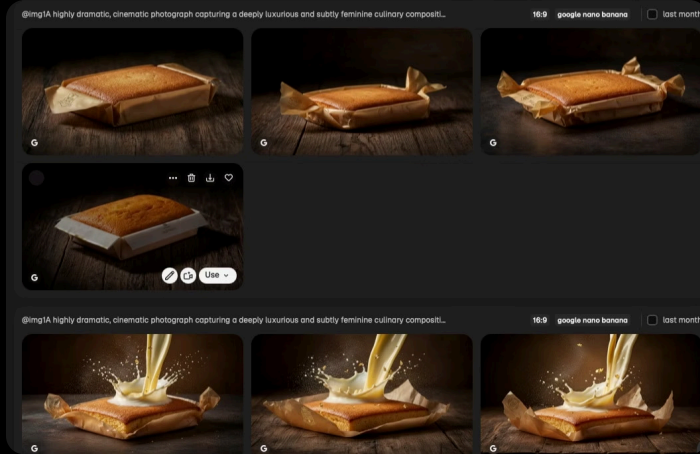 @img1A highly dramatic, cinematic photograph capturing a deeply luxurious and subtly feminine culinary compositi... 16:9 google nano banana last month
G G G
Use
G
@img1A highly dramatic, cinematic photograph capturing a deeply luxurious and subtly feminine culinary compositi... 16:9 google nano banana last month
G G G